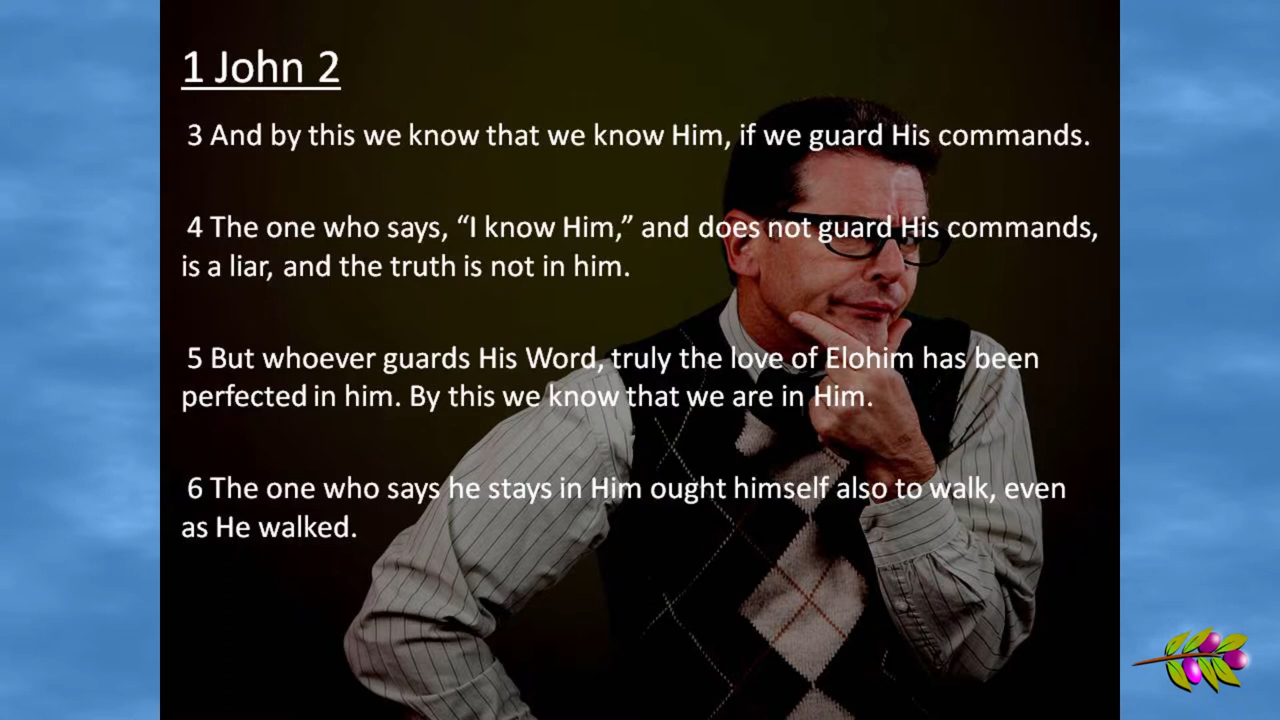 1 John 2
3 And by this we know that we know Him, if we guard His commands.
4 The one who says, “I know Him,” and does not guard His commands,
is a liar, and the truth is not in him.
5 But whoever guards His Word, truly the love of Elohim has been
perfected in him. By this we know that we are in Him.
6 The one who says he stays in Him ought himself also to walk, even
as He walked.